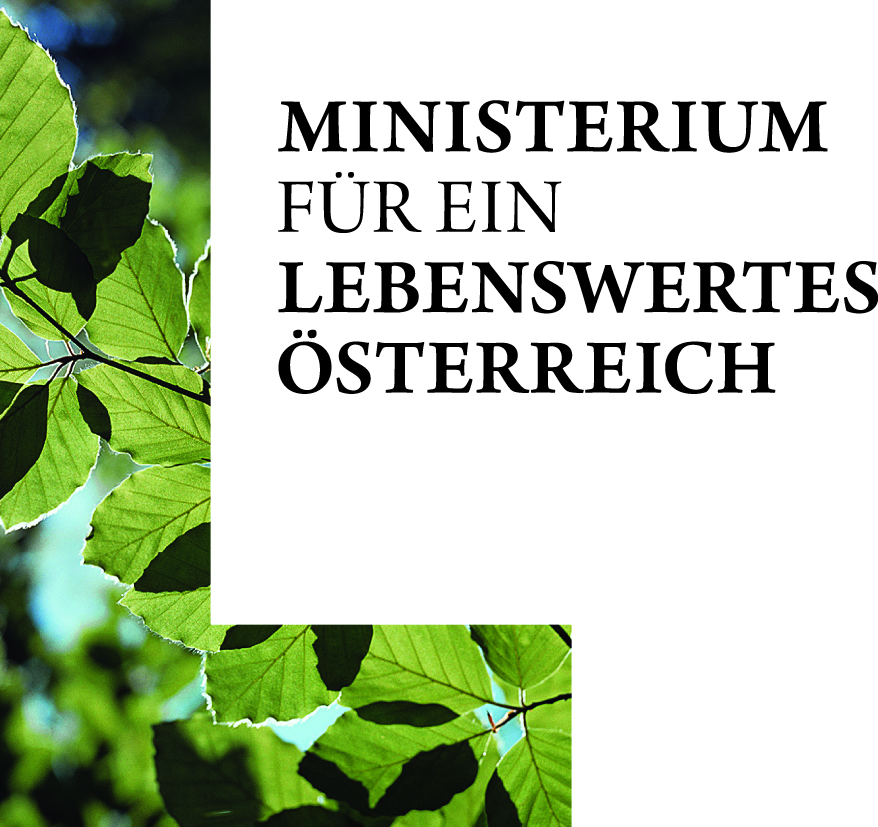 MINISTERIUM
FÜR EIN
LEBENSWERTES
ÖSTERREICH